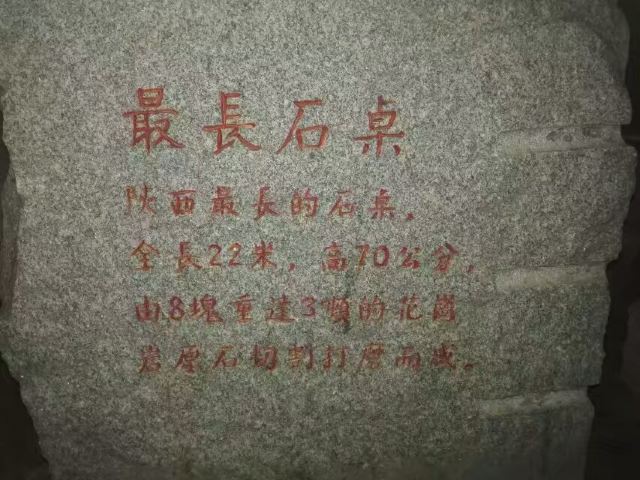 最長石桌
陝西最長的石桌，
全長22米，高70公分，
由8塊重達3頓的花崗
岩原石切割打磨而成。